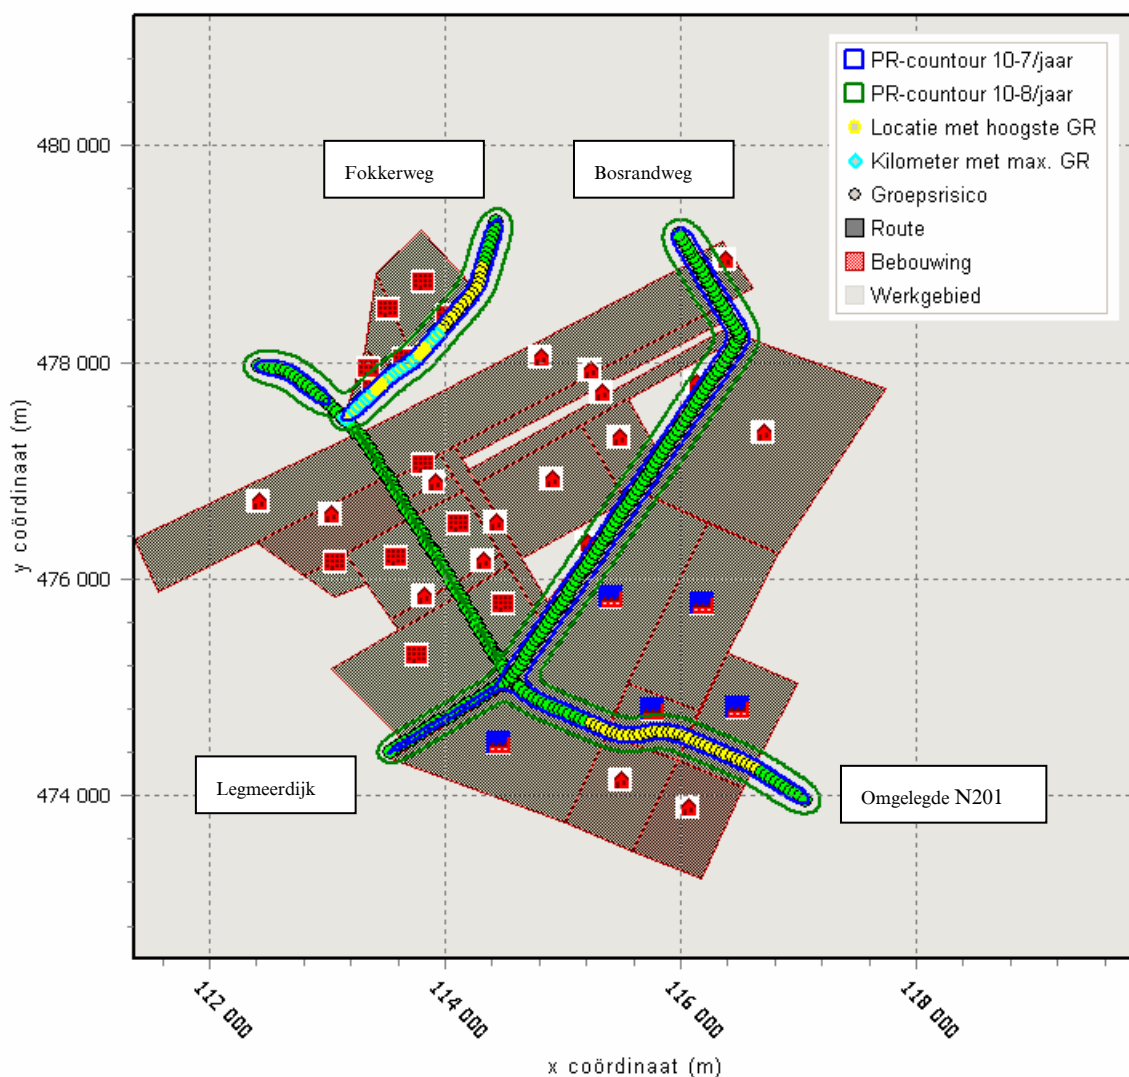 PR-countour 10-7/jaar
PR-countour 10-8/jaar
Locatie met hoogste GR
Kilometer met max. GR
Groepsrisico
Route
Bebouwing
Werkgebied
480 000
Fokkerweg
Bosrandweg
478 000
y coördinaat (m)
476 000
474 000
Legmeerdijk
Omgelegde N201
112 000
114 000
116 000
118 000
x coördinaat (m)